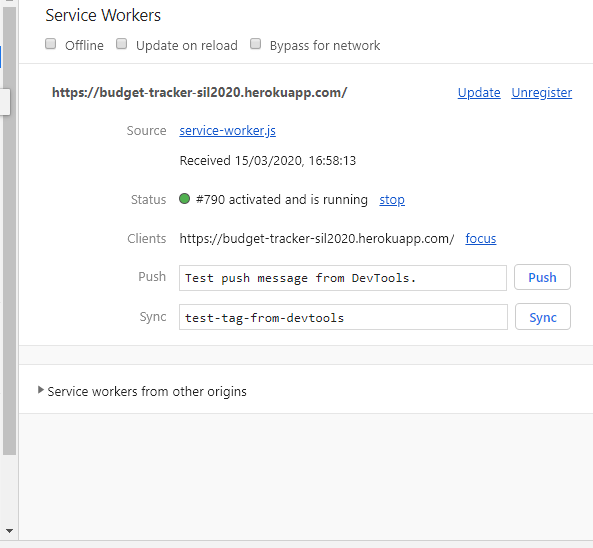 Service Workers
Offline Update on reload Bypass for network
https://budget-tracker-sil2020.herokuapp.com/ Update Unregister
Source service-worker.js
Received 15/03/2020, 16:58:13
Status #790 activated and is running stop
Clients https://budget-tracker-sil2020.herokuapp.com/ focus
Push Test push message from DevTools. Push
Sync test-tag-from-devtools Sync
Service workers from other origins